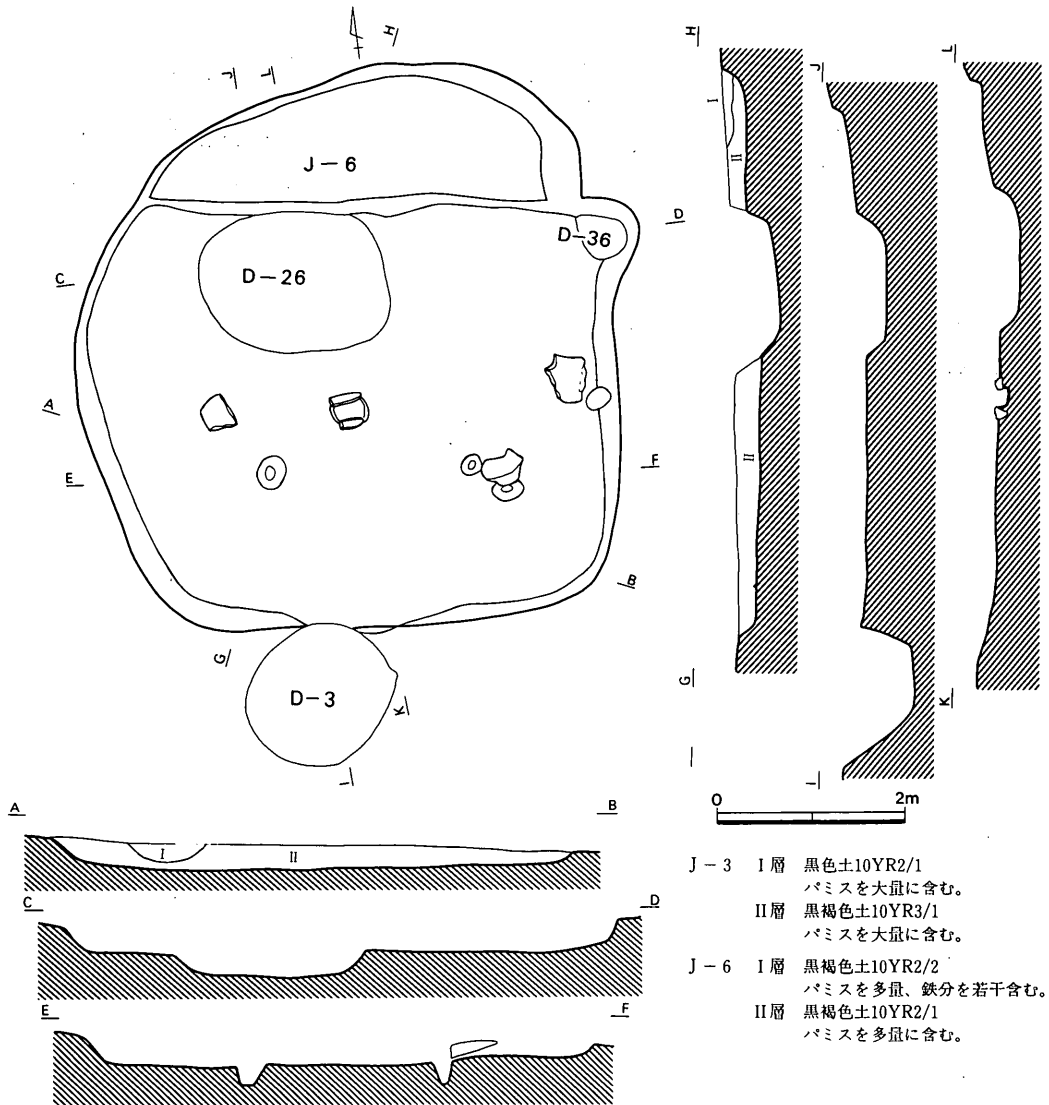 H
J
L
J-6
D
D-36
D-26
C
A
E
F
B
G
D-3
K
L
H
I
II
II
G
J
I
L
K
A
B
I
II
C
D
E
F
0 2m
J-3 I層 黒色土10YR2/1
パミスを大量に含む。
II層 黒褐色土10YR3/1
パミスを大量に含む。
J-6 I層 黒褐色土10YR2/2
パミスを多量、鉄分を若干含む。
II層 黒褐色土10YR2/1
パミスを多量に含む。